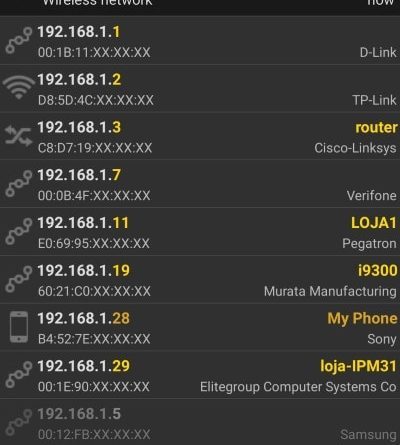 Wireless network now
192.168.1.1
00:1B:11:XX:XX:XX D-Link
192.168.1.2
D8:5D:4C:XX:XX:XX TP-Link
192.168.1.3 router
C8:D7:19:XX:XX:XX Cisco-Linksys
192.168.1.7
00:0B:4F:XX:XX:XX Verifone
192.168.1.11 LOJA1
E0:69:95:XX:XX:XX Pegatron
192.168.1.19 i9300
60:21:C0:XX:XX:XX Murata Manufacturing
192.168.1.28 My Phone
B4:52:7E:XX:XX:XX Sony
192.168.1.29 loja-IPM31
00:1E:90:XX:XX:XX Elitegroup Computer Systems Co
192.168.1.5
00:12:FB:XX:XX:XX Samsung